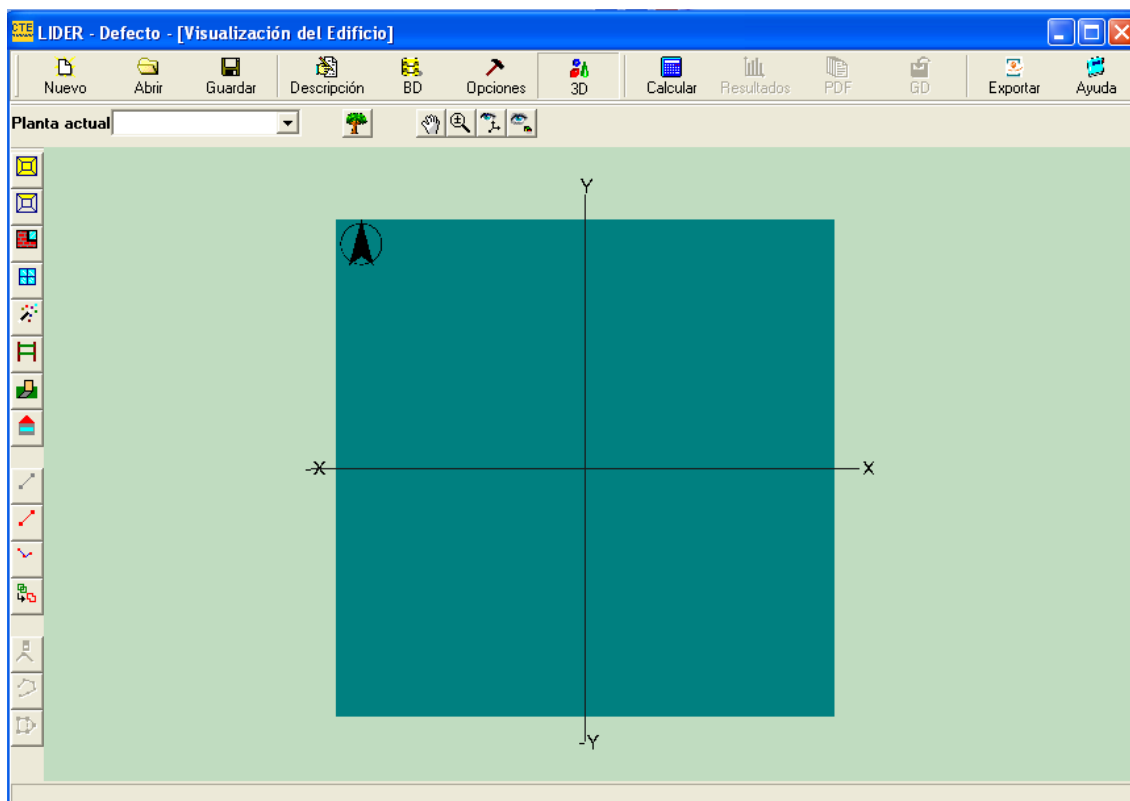 CTE LIDER - Defecto - [Visualización del Edificio]
Nuevo Abrir Guardar Descripción BD Opciones 3D Calcular Resultados PDF GD Exportar Ayuda
Planta actual
Y
-X X
-Y